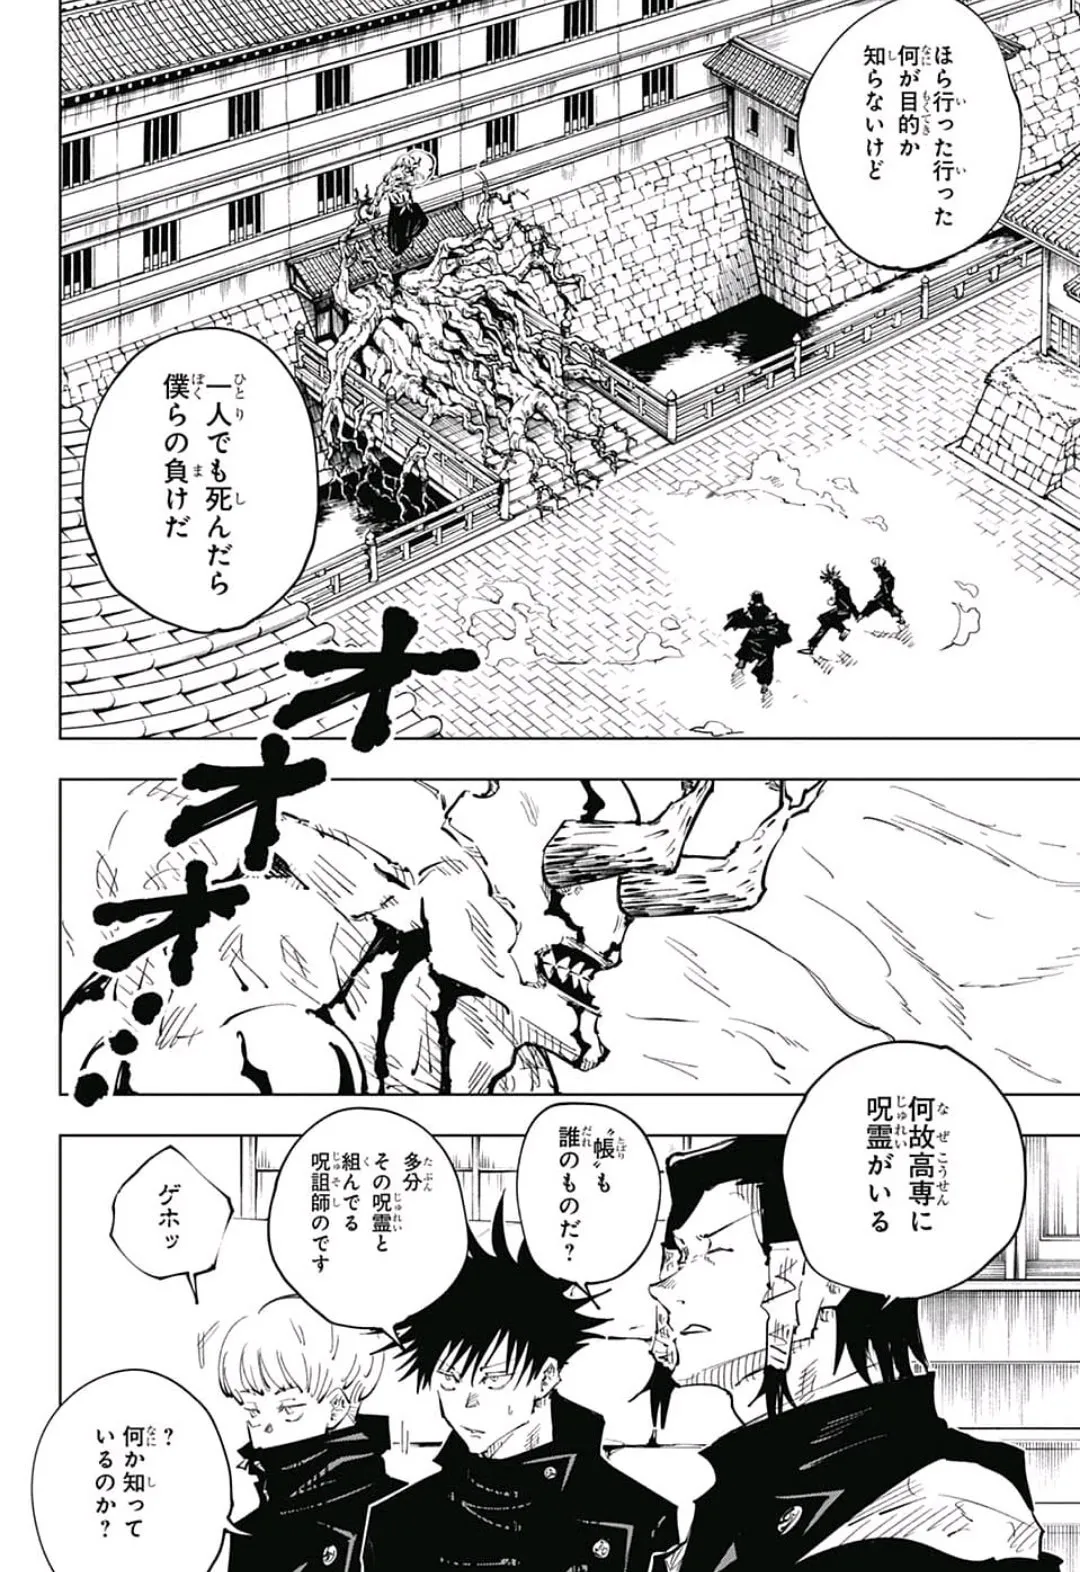 ほら行った行った
何が目的か
知らないけど
一人でも死んだら
僕らの負けだ
オオオ…
何故高専に
呪霊がいる
〝帳〟も
誰のものだ?
多分
その呪霊と
組んでる
呪詛師のです
ゲホッ
?
何か知って
いるのか?